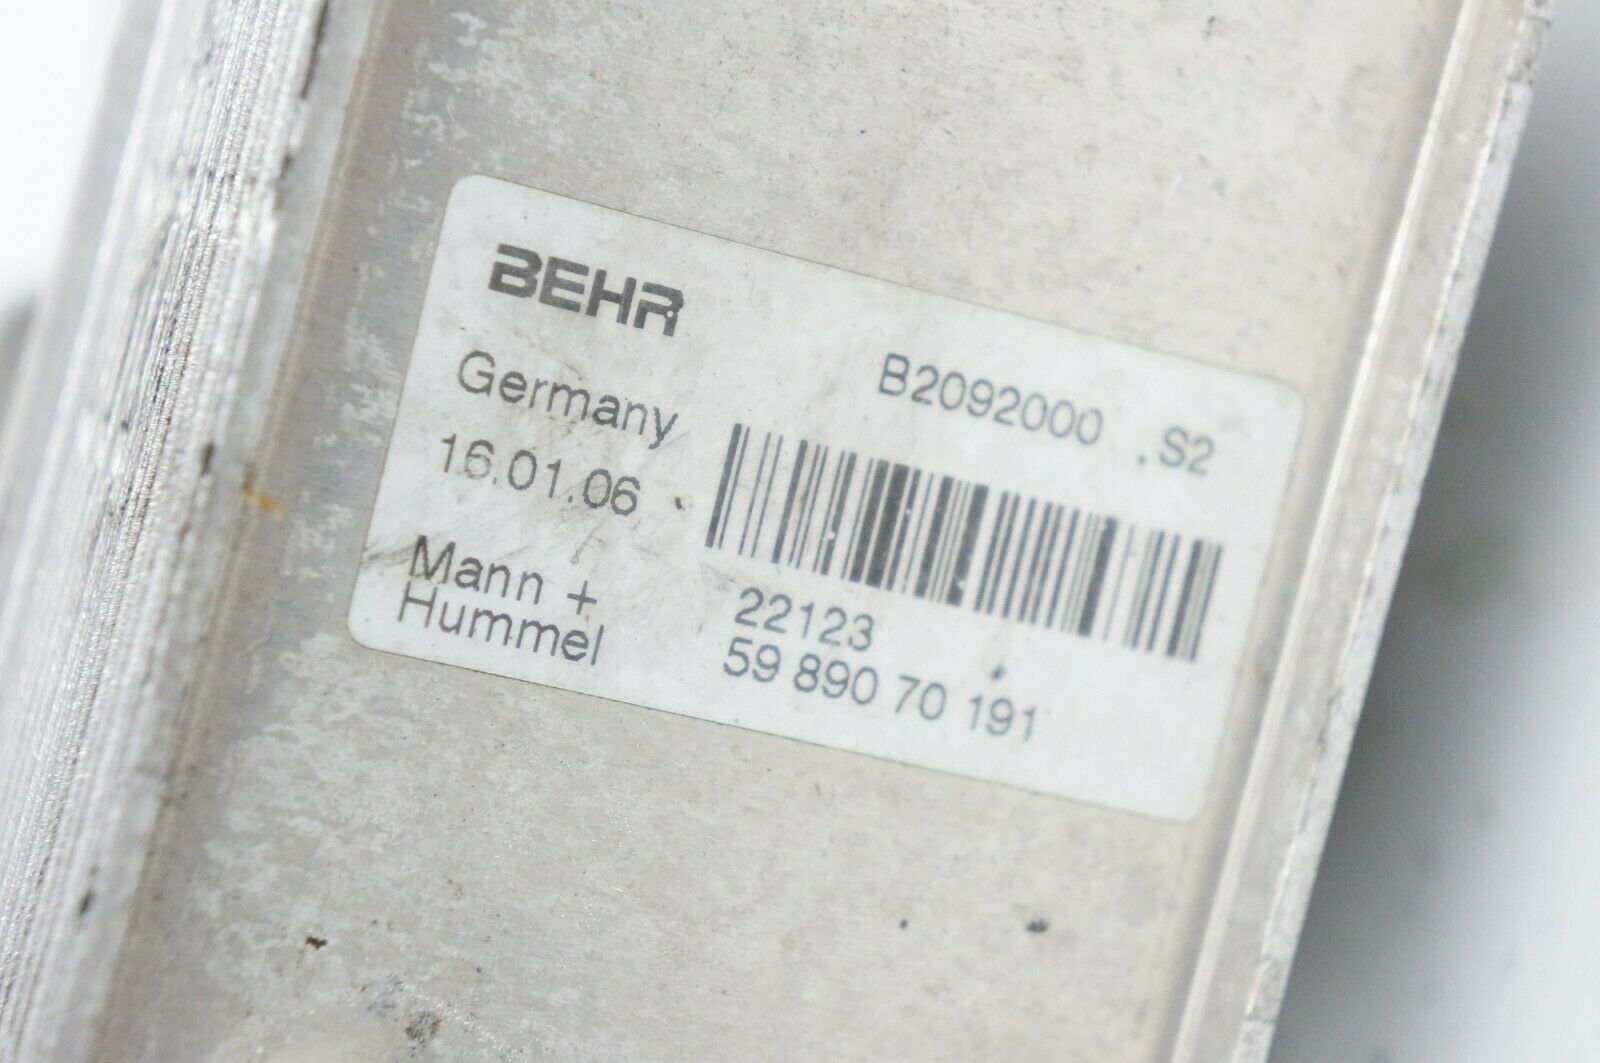 BEHR
Germany
16.01.06
Mann +
Hummel
B2092000 .S2
22123
59 890 70 191